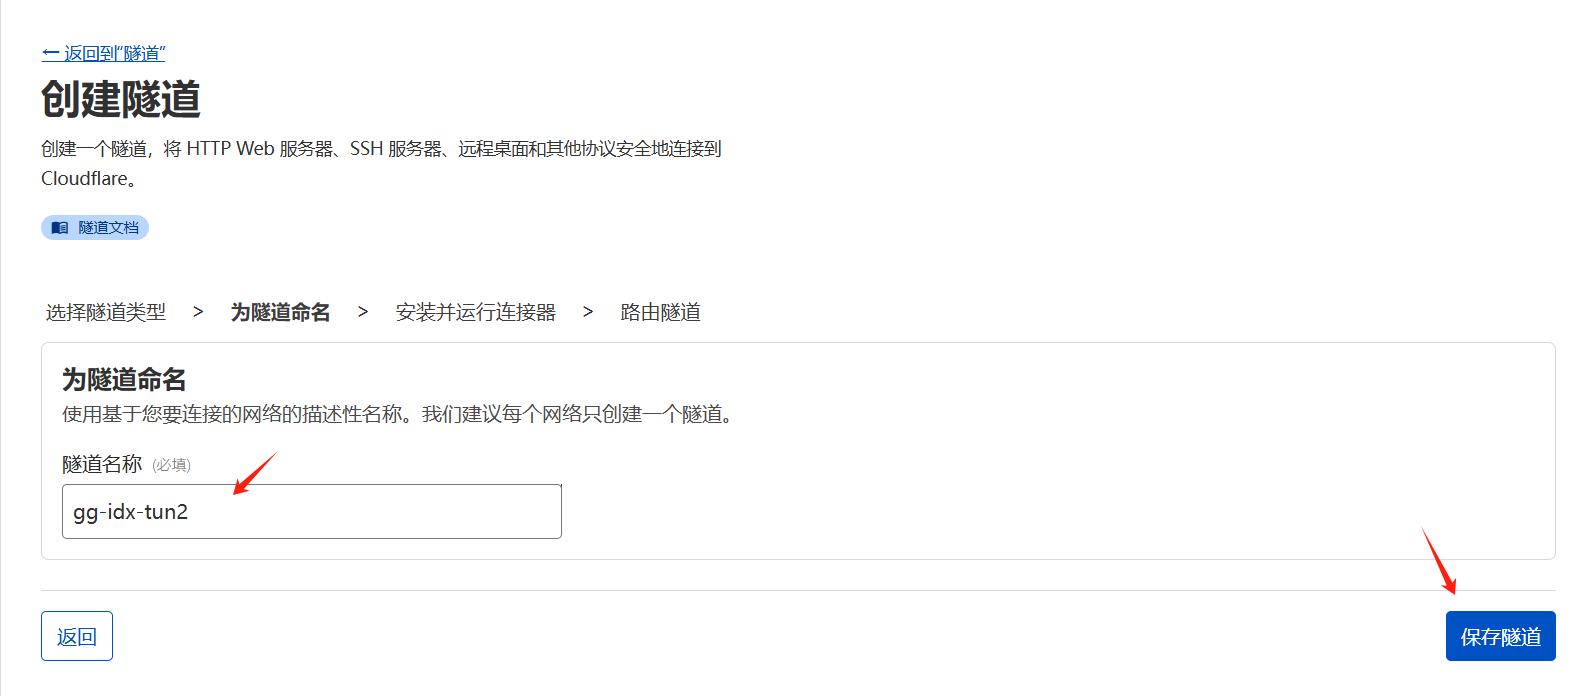 ← 返回到“隧道”
创建隧道
创建一个隧道，将 HTTP Web 服务器、SSH 服务器、远程桌面和其他协议安全地连接到
Cloudflare。
隧道文档
选择隧道类型 > 为隧道命名 > 安装并运行连接器 > 路由隧道
为隧道命名
使用基于您要连接的网络的描述性名称。我们建议每个网络只创建一个隧道。
隧道名称 (必填)
gg-idx-tun2
返回 保存隧道